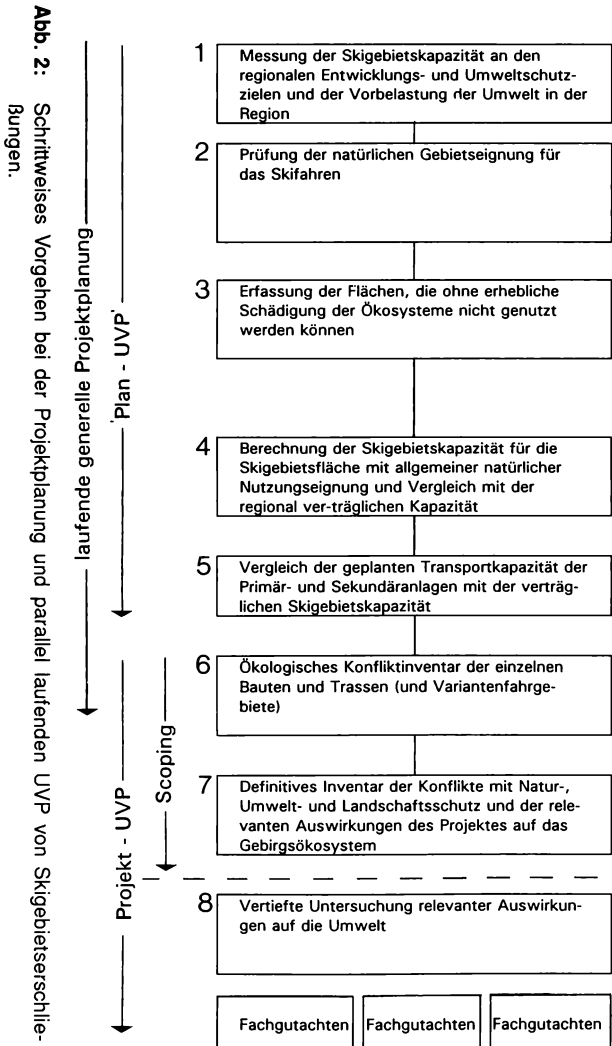 1
Messung der Skigebietskapazität an den
regionalen Entwicklungs- und Umweltschutz-
zielen und der Vorbelastung der Umwelt in der
Region
2
Prüfung der natürlichen Gebietseignung für
das Skifahren
3
Erfassung der Flächen, die ohne erhebliche
Schädigung der Ökosysteme nicht genutzt
werden können
4
Berechnung der Skigebietskapazität für die
Skigebietsfläche mit allgemeiner natürlicher
Nutzungseignung und Vergleich mit der
regional ver-träglichen Kapazität
5
Vergleich der geplanten Transportkapazität der
Primär- und Sekundäranlagen mit der verträg-
lichen Skigebietskapazität
6
Ökologisches Konfliktinventar der einzelnen
Bauten und Trassen (und Variantenfahrge-
biete)
7
Definitives Inventar der Konflikte mit Natur-,
Umwelt- und Landschaftsschutz und der rele-
vanten Auswirkungen des Projektes auf das
Gebirgsökosystem
8
Vertiefte Untersuchung relevanter Auswirkun-
gen auf die Umwelt
Fachgutachten
Fachgutachten
Fachgutachten
laufende generelle Projektplanung
'Plan - UVP'
Projekt - UVP
Scoping
Abb. 2: Schrittweises Vorgehen bei der Projektplanung und parallel laufenden UVP von Skigebietserschlie-
ßungen.